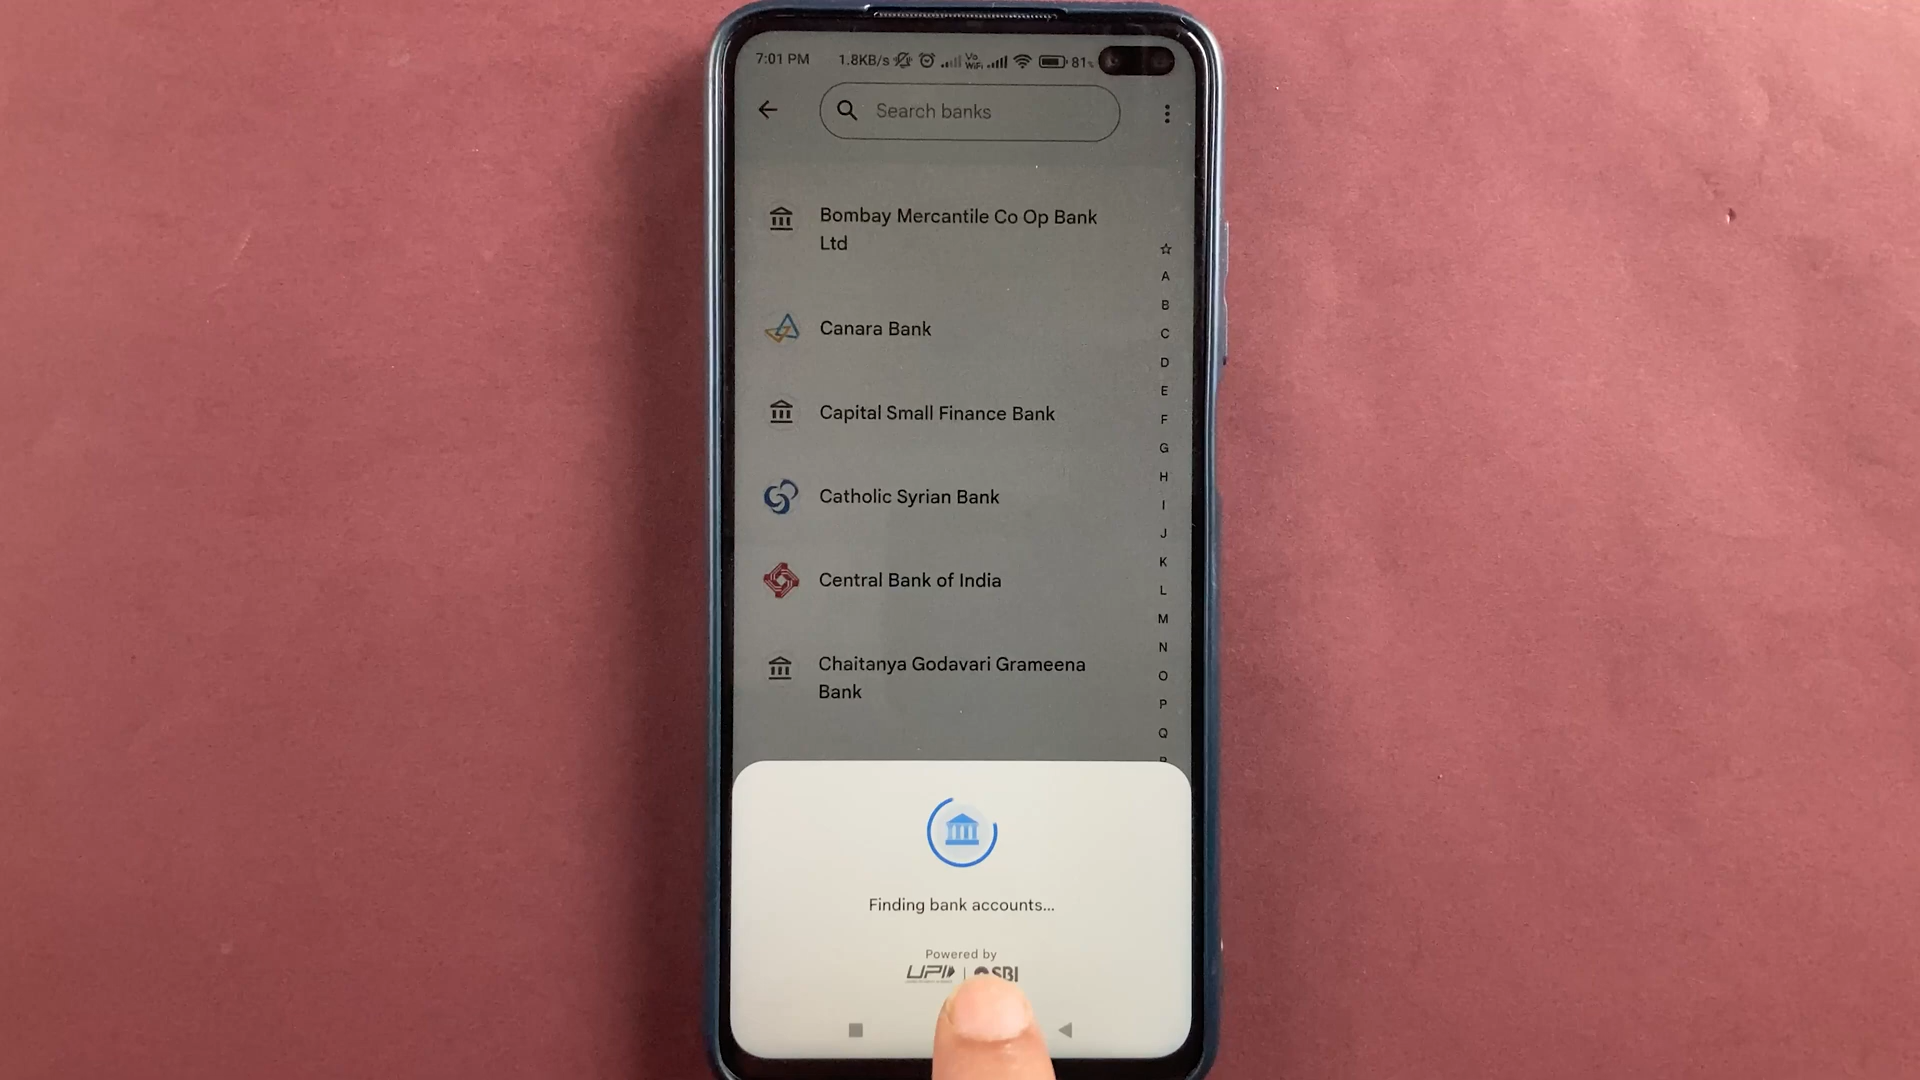 7:01 PM 1.8KB/s Vo WiFi 81
Search banks
Bombay Mercantile Co Op Bank
Ltd
Canara Bank
Capital Small Finance Bank
Catholic Syrian Bank
Central Bank of India
Chaitanya Godavari Grameena
Bank
A
B
C
D
E
F
G
H
I
J
K
L
M
N
O
P
Q
Finding bank accounts...
Powered by
UPI | SBI